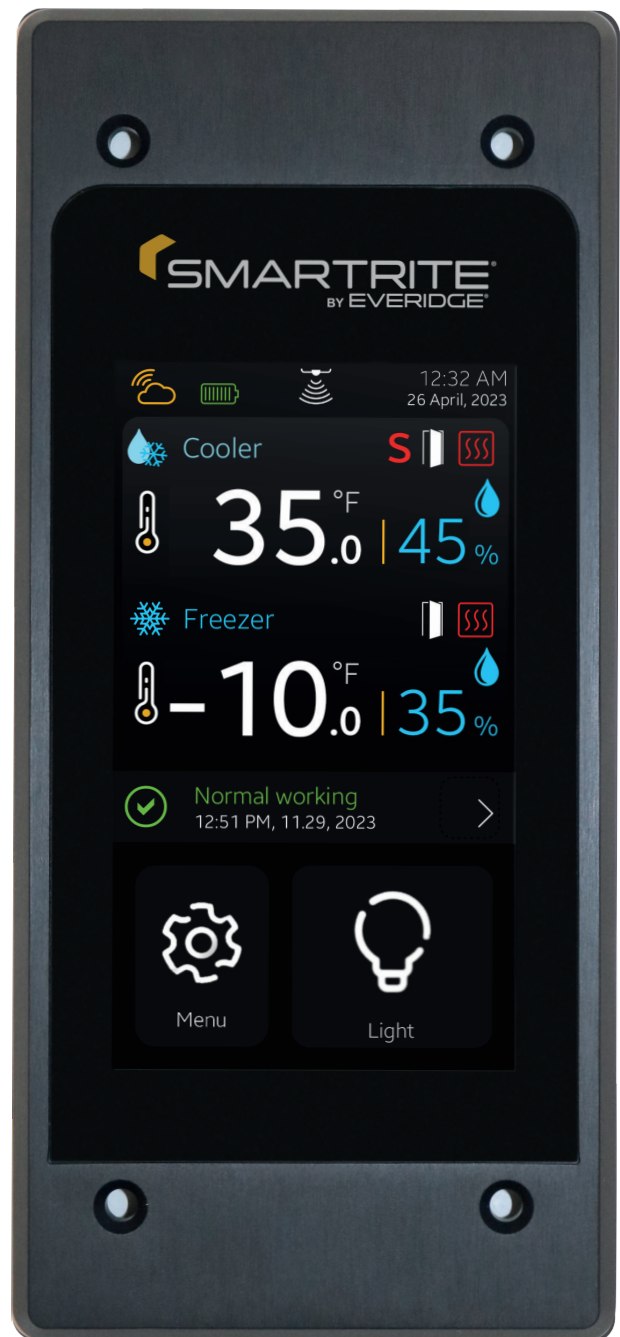 SMARTRITE®
BY EVERIDGE®
12:32 AM
26 April, 2023
Cooler S
35.0 °F 45 %
Freezer
-10.0 °F 35 %
Normal working
12:51 PM, 11.29, 2023
Menu Light